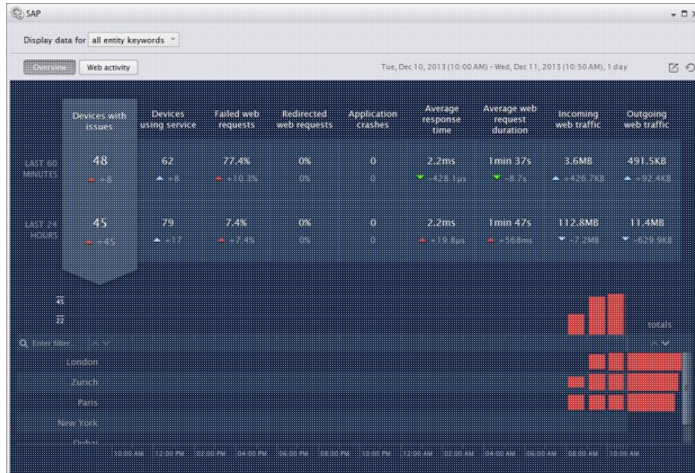 SAP
Display data for all entity keywords
Overview Web activity Tue, Dec 10, 2013 (10:00 AM) - Wed, Dec 11, 2013 (10:50 AM), 1 day
Devices with issues Devices using service Failed web requests Redirected web requests Application crashes Average response time Average web request duration Incoming web traffic Outgoing web traffic
LAST 60 MINUTES 48 62 77.4% 0% 0 2.2ms 1min 37s 3.6MB 491.5KB
+8 +8 +10.3% 0% 0 -428.1µs -8.7s +426.7KB +92.4KB
LAST 24 HOURS 45 79 7.4% 0% 0 2.2ms 1min 47s 112.8MB 11.4MB
+45 +17 +7.4% 0% 0 +19.8µs +568ms -7.2MB -629.9KB
45
22
totals
Enter filter...
London
Zurich
Paris
New York
Dubai
10:00 AM 12:00 PM 02:00 PM 04:00 PM 06:00 PM 08:00 PM 10:00 PM 12:00 AM 02:00 AM 04:00 AM 06:00 AM 08:00 AM 10:00 AM